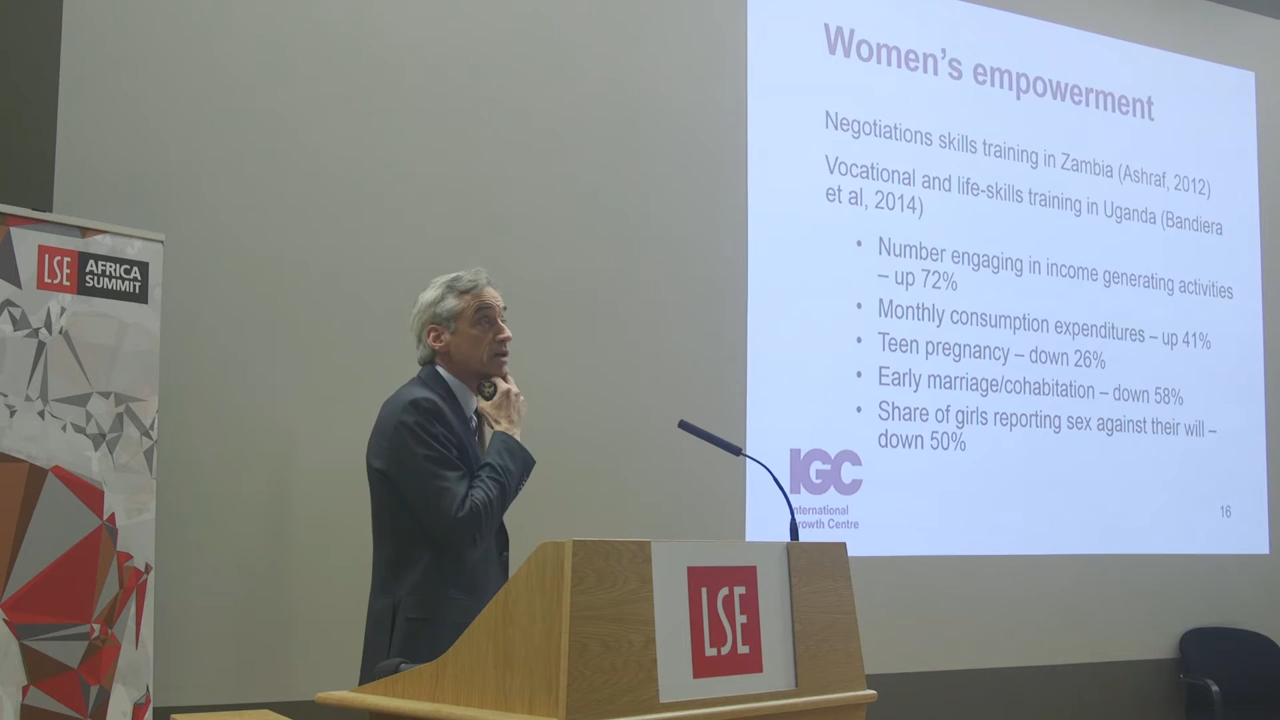 LSE
AFRICA
SUMMIT
Women's empowerment
Negotiations skills training in Zambia (Ashraf, 2012)
Vocational and life-skills training in Uganda (Bandiera
et al, 2014)
• Number engaging in income generating activities
– up 72%
• Monthly consumption expenditures – up 41%
• Teen pregnancy – down 26%
• Early marriage/cohabitation – down 58%
• Share of girls reporting sex against their will –
down 50%
IGC
International
Growth Centre
16
LSE